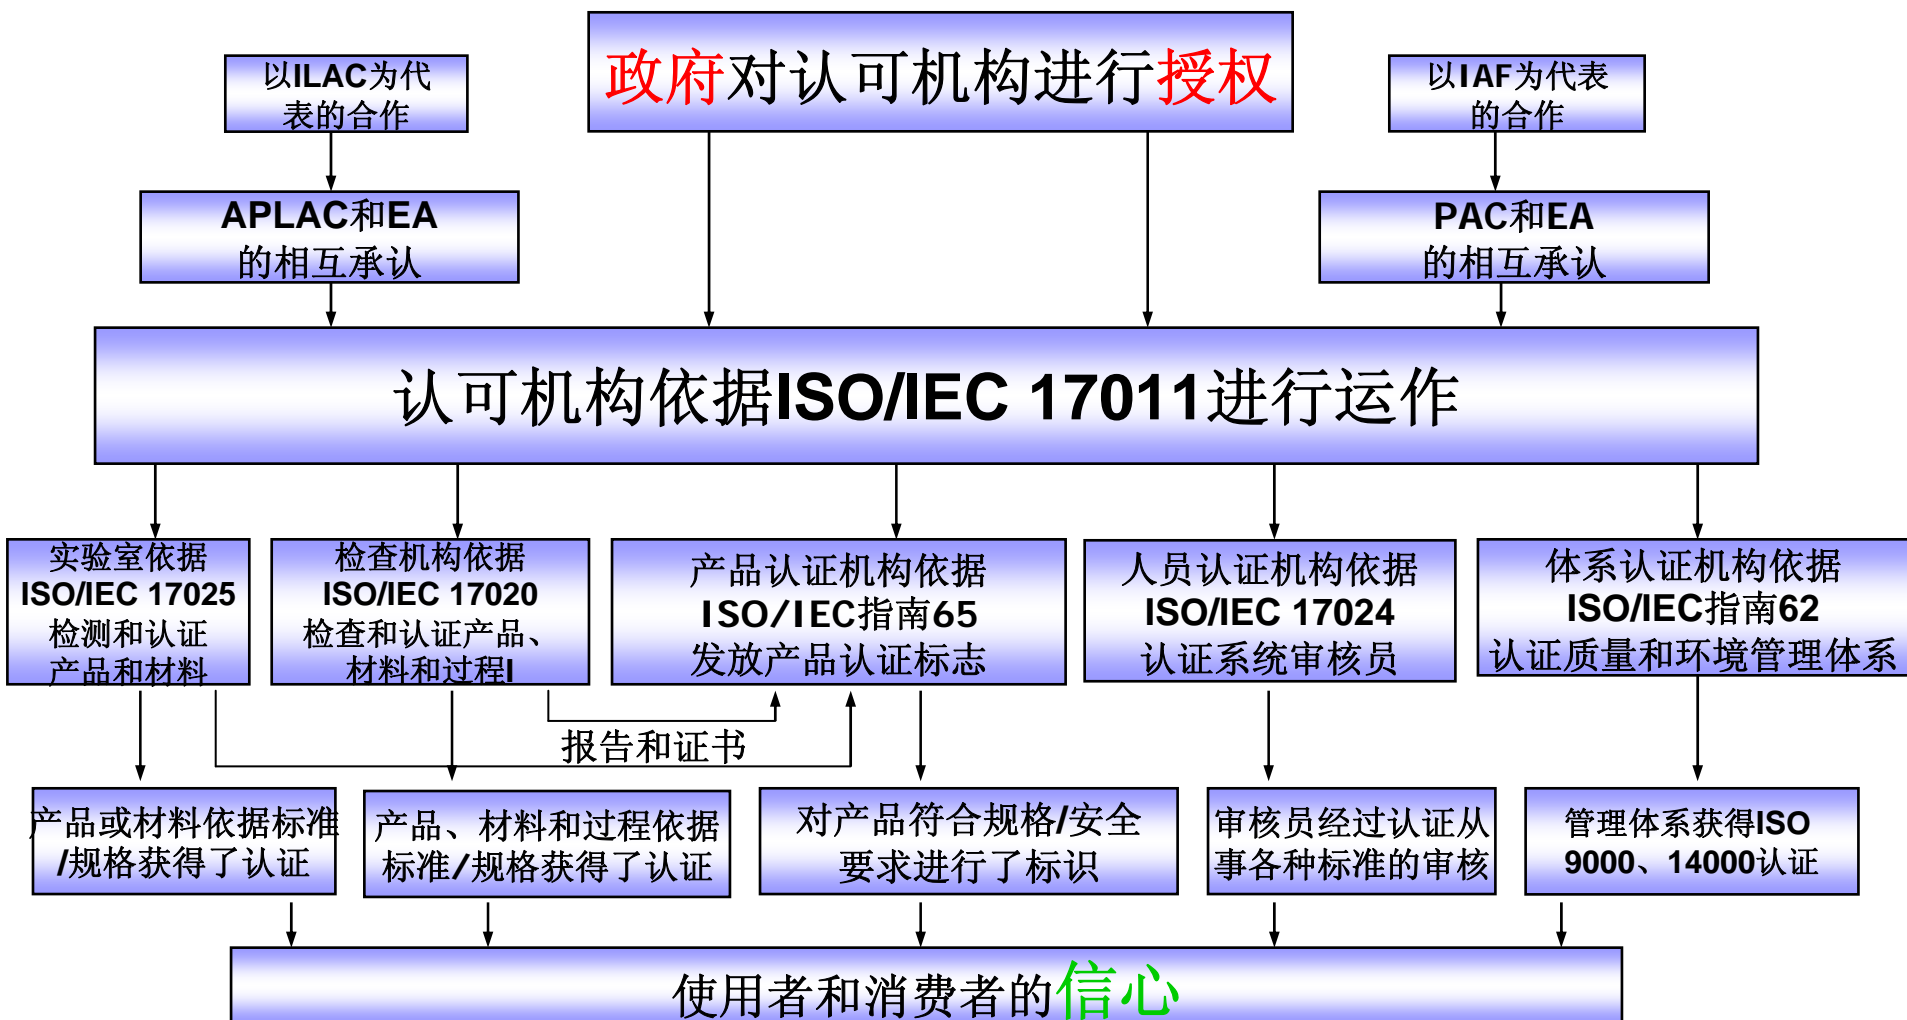 以ILAC为代
表的合作
政府对认可机构进行授权
以IAF为代表
的合作
APLAC和EA
的相互承认
PAC和EA
的相互承认
认可机构依据ISO/IEC 17011进行运作
实验室依据
ISO/IEC 17025
检测和认证
产品和材料
检查机构依据
ISO/IEC 17020
检查和认证产品、
材料和过程I
产品认证机构依据
ISO/IEC指南65
发放产品认证标志
人员认证机构依据
ISO/IEC 17024
认证系统审核员
体系认证机构依据
ISO/IEC指南62
认证质量和环境管理体系
报告和证书
产品或材料依据标准
/规格获得了认证
产品、材料和过程依据
标准/规格获得了认证
对产品符合规格/安全
要求进行了标识
审核员经过认证从
事各种标准的审核
管理体系获得ISO
9000、14000认证
使用者和消费者的信心